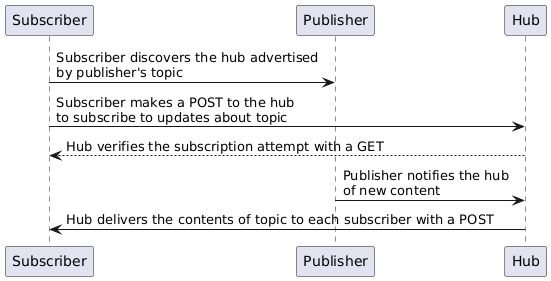 Subscriber Publisher Hub
Subscriber discovers the hub advertised
by publisher's topic
Subscriber makes a POST to the hub
to subscribe to updates about topic
Hub verifies the subscription attempt with a GET
Publisher notifies the hub
of new content
Hub delivers the contents of topic to each subscriber with a POST
Subscriber Publisher Hub